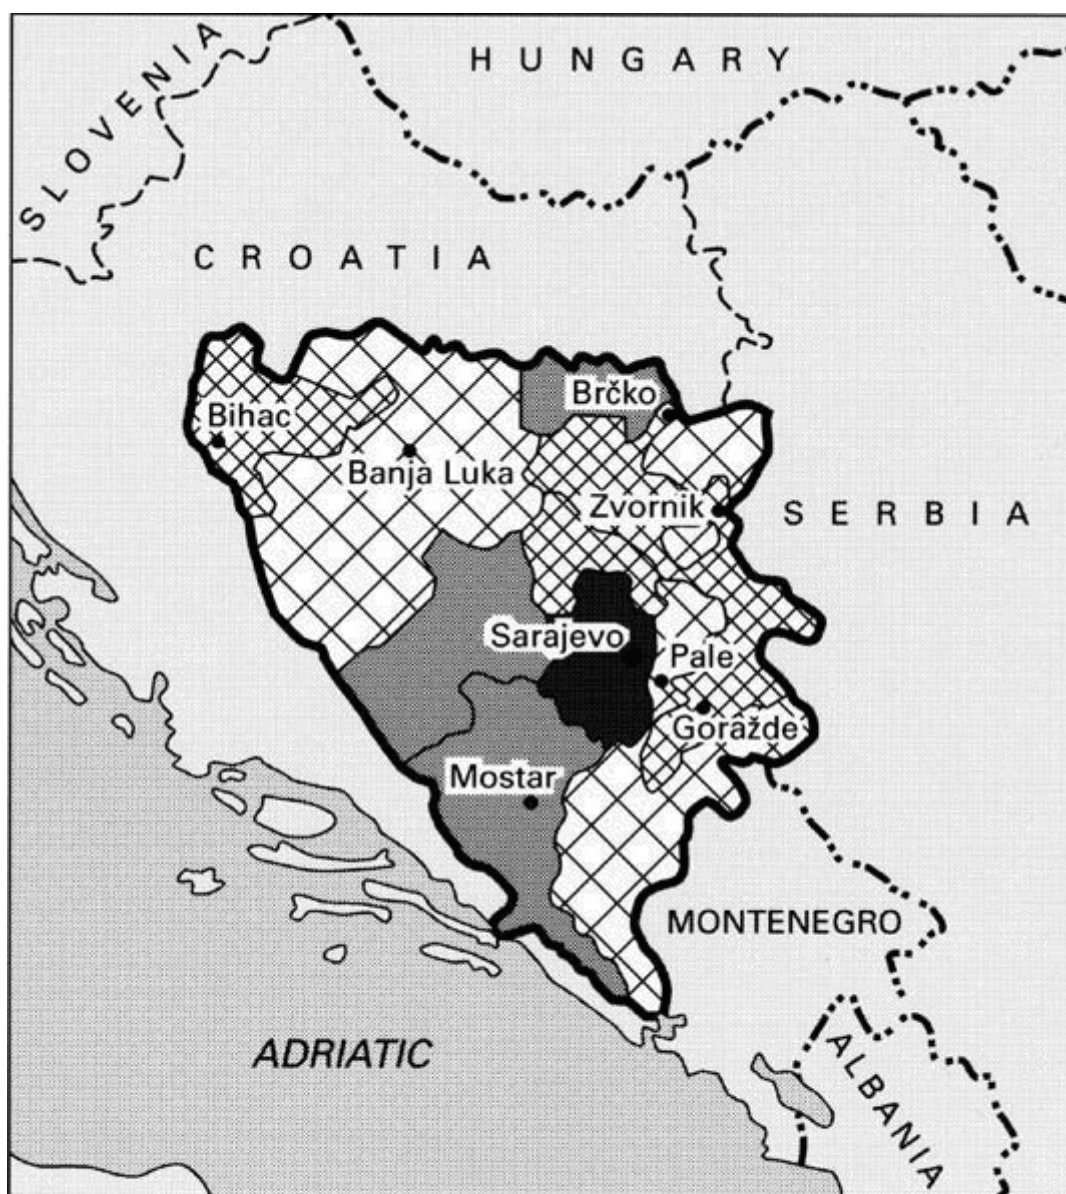 SLOVENIA
HUNGARY
CROATIA
Brčko
Bihac
Banja Luka
Zvornik
SERBIA
Sarajevo
Pale
Goražde
Mostar
MONTENEGRO
ADRIATIC
ALBANIA